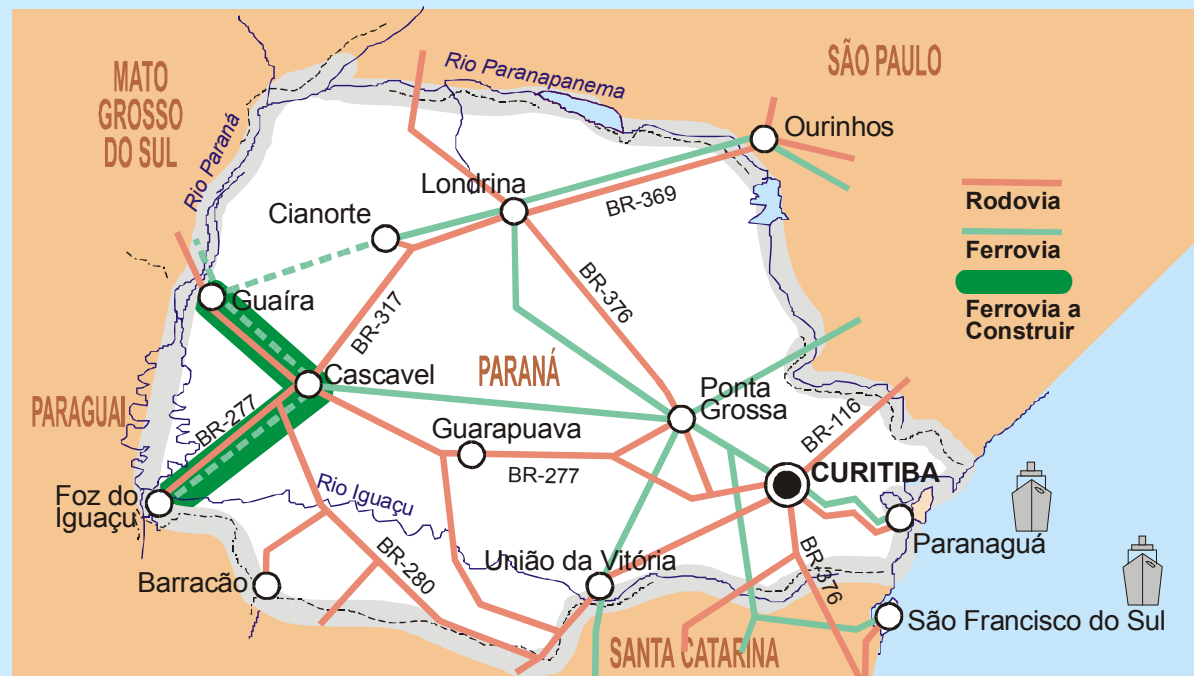 MATO
GROSSO
DO SUL
Rio Paraná
Rio Paranapanema
SÃO PAULO
Ourinhos
Londrina
BR-369
Cianorte
Rodovia
Ferrovia
Ferrovia a
Construir
Guaíra
BR-317
BR-376
Cascavel
PARANÁ
Ponta
Grossa
PARAGUAI
BR-277
Guarapuava
BR-277
BR-116
CURITIBA
Foz do
Iguaçu
Rio Iguaçu
Paranaguá
União da Vitória
BR-376
Barracão
BR-280
São Francisco do Sul
SANTA CATARINA